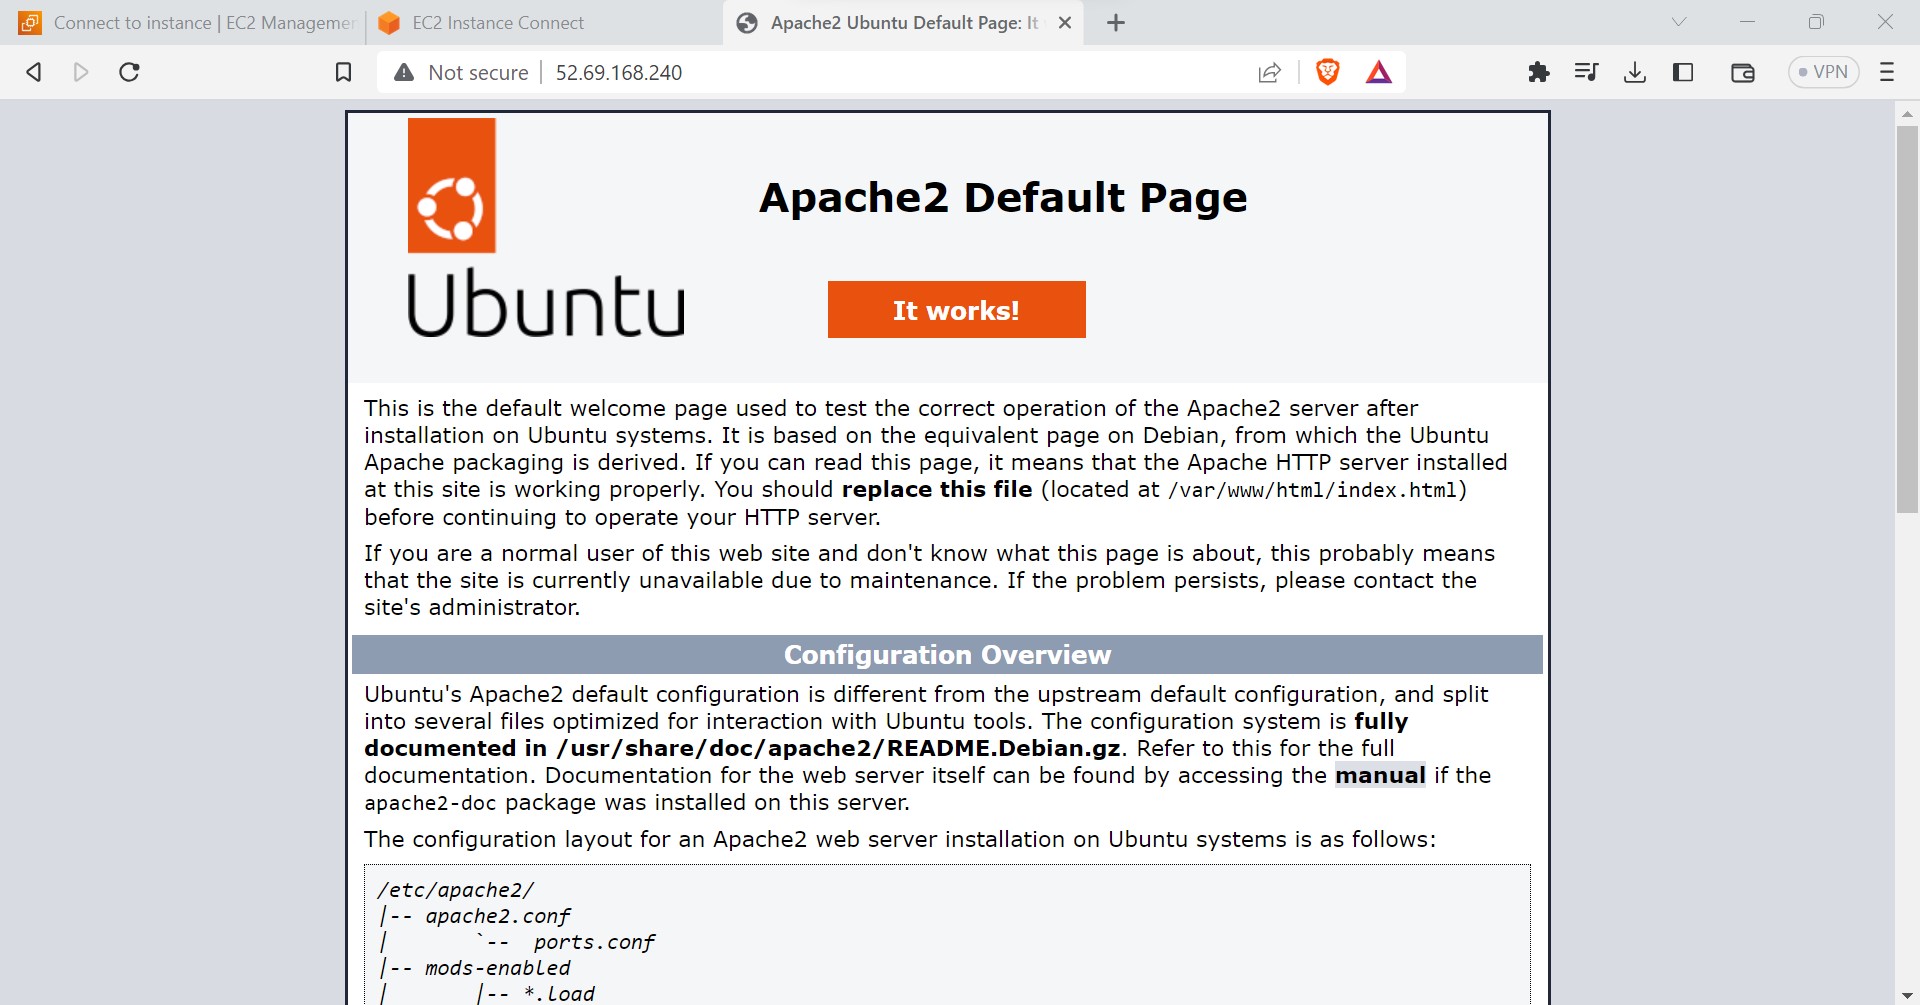 Connect to instance | EC2 Managemen
EC2 Instance Connect
Apache2 Ubuntu Default Page: It
Not secure
52.69.168.240
VPN
Ubuntu
Apache2 Default Page
It works!
This is the default welcome page used to test the correct operation of the Apache2 server after
installation on Ubuntu systems. It is based on the equivalent page on Debian, from which the Ubuntu
Apache packaging is derived. If you can read this page, it means that the Apache HTTP server installed
at this site is working properly. You should replace this file (located at /var/www/html/index.html)
before continuing to operate your HTTP server.
If you are a normal user of this web site and don't know what this page is about, this probably means
that the site is currently unavailable due to maintenance. If the problem persists, please contact the
site's administrator.
Configuration Overview
Ubuntu's Apache2 default configuration is different from the upstream default configuration, and split
into several files optimized for interaction with Ubuntu tools. The configuration system is fully
documented in /usr/share/doc/apache2/README.Debian.gz. Refer to this for the full
documentation. Documentation for the web server itself can be found by accessing the manual if the
apache2-doc package was installed on this server.
The configuration layout for an Apache2 web server installation on Ubuntu systems is as follows:
/etc/apache2/
|-- apache2.conf
|       `--  ports.conf
|-- mods-enabled
|       |-- *.load